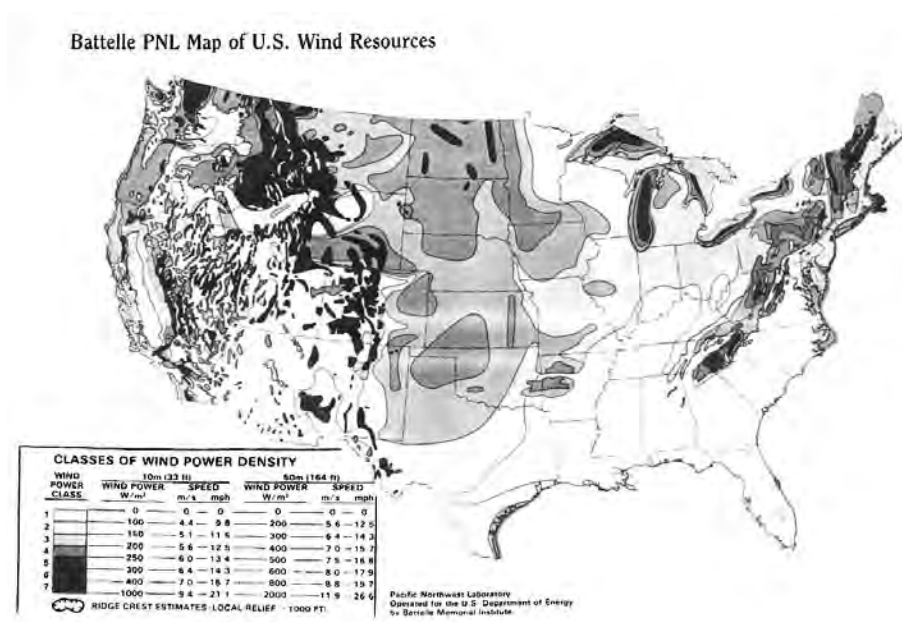 Battelle PNL Map of U.S. Wind Resources
CLASSES OF WIND POWER DENSITY
WIND POWER CLASS 10m (33 ft) 50m (164 ft)
WIND POWER W/m² SPEED m/s mph WIND POWER W/m² SPEED m/s mph
0 0 0 0 0 0
1
100 4.4 9.8 200 5.6 12.5
2
150 5.1 11.5 300 6.4 14.3
3
200 5.6 12.5 400 7.0 15.7
4
250 6.0 13.4 500 7.5 16.8
5
300 6.4 14.3 600 8.0 17.9
6
400 7.0 15.7 800 8.8 19.7
7
1000 9.4 21.1 2000 11.9 26.6
RIDGE CREST ESTIMATES LOCAL RELIEF 1000 FT
Pacific Northwest Laboratory
Operated for the U.S. Department of Energy
by Battelle Memorial Institute